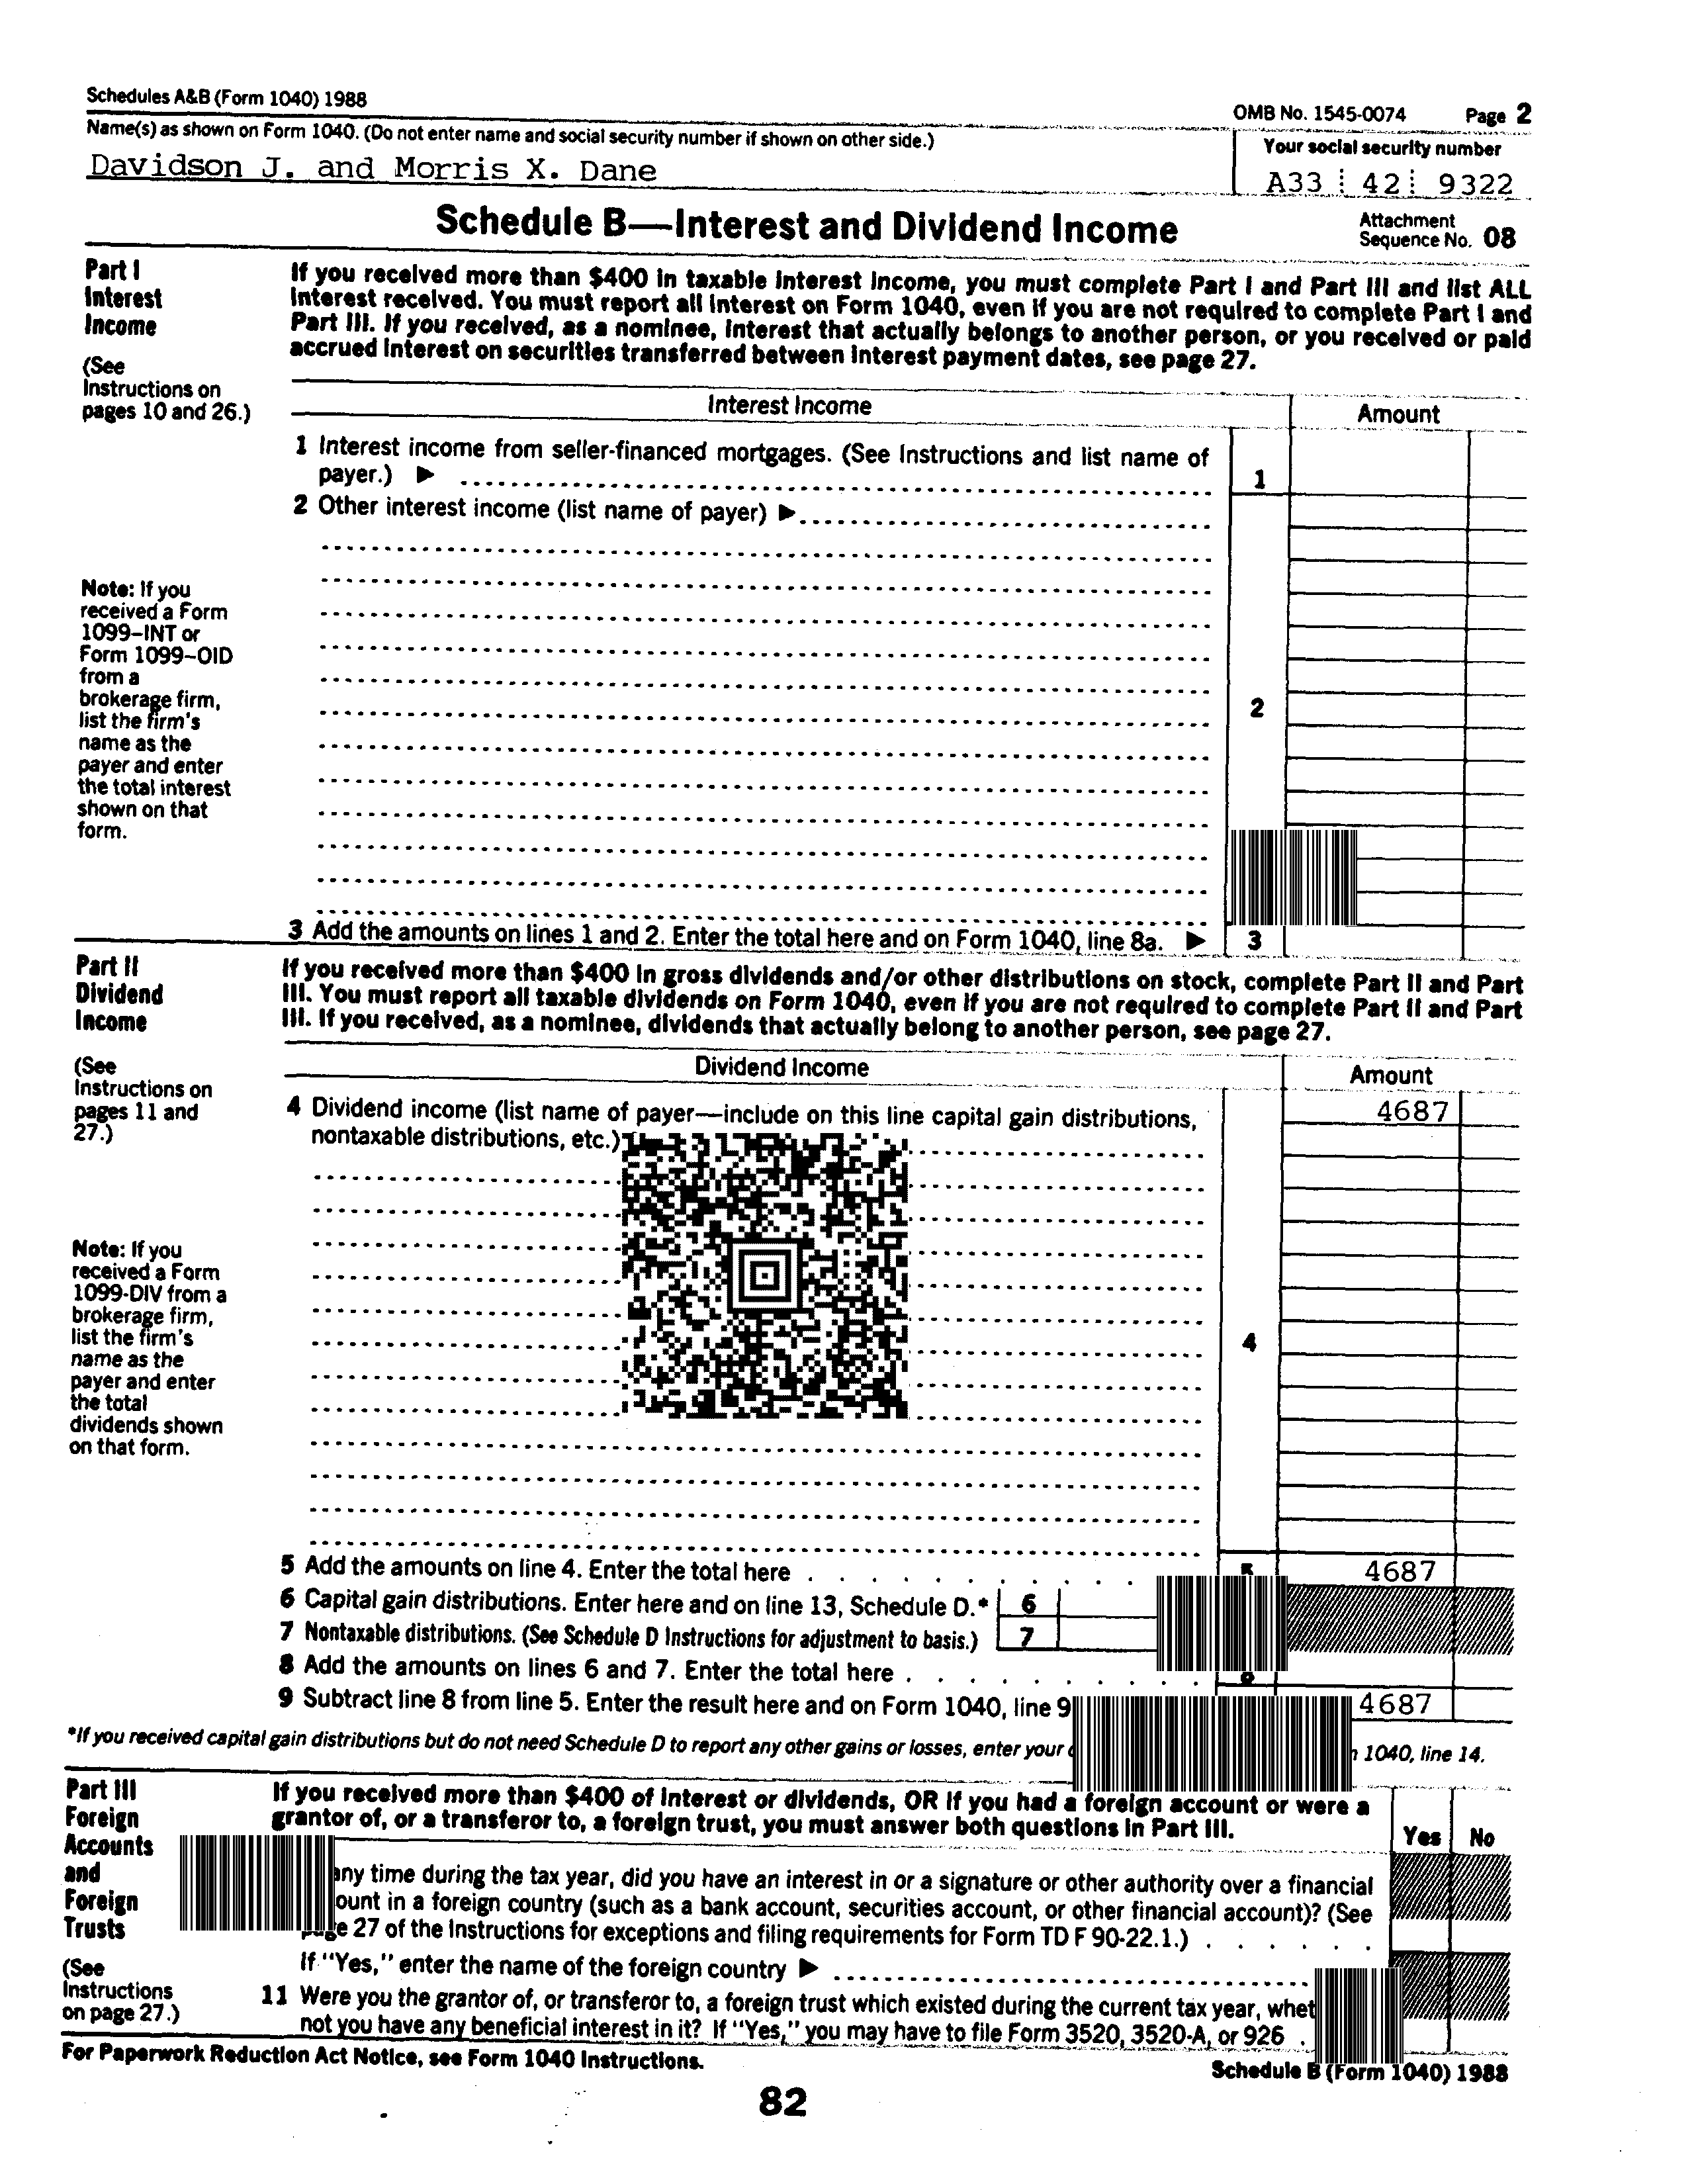 Schedules A&B (Form 1040) 1988
OMB No. 1545-0074 Page 2
Name(s) as shown on Form 1040. (Do not enter name and social security number if shown on other side.)
Your social security number
Davidson J. and Morris X. Dane
A33 42 9322
Schedule B—Interest and Dividend Income
Attachment
Sequence No. 08
Part I
Interest
Income
(See
Instructions on
pages 10 and 26.)
If you received more than $400 in taxable interest income, you must complete Part I and Part III and list ALL
interest received. You must report all interest on Form 1040, even if you are not required to complete Part I and
Part III. If you received, as a nominee, interest that actually belongs to another person, or you received or paid
accrued interest on securities transferred between interest payment dates, see page 27.
Interest Income
Amount
1 Interest income from seller-financed mortgages. (See Instructions and list name of
payer.) ▶
1
2 Other interest income (list name of payer) ▶
Note: If you
received a Form
1099–INT or
Form 1099–OID
from a
brokerage firm,
list the firm's
name as the
payer and enter
the total interest
shown on that
form.
2
3 Add the amounts on lines 1 and 2. Enter the total here and on Form 1040, line 8a. ▶ 3
Part II
Dividend
Income
(See
Instructions on
pages 11 and
27.)
If you received more than $400 in gross dividends and/or other distributions on stock, complete Part II and Part
III. You must report all taxable dividends on Form 1040, even if you are not required to complete Part II and Part
III. If you received, as a nominee, dividends that actually belong to another person, see page 27.
Dividend Income
Amount
4 Dividend income (list name of payer—include on this line capital gain distributions,
nontaxable distributions, etc.)
4687
Note: If you
received a Form
1099-DIV from a
brokerage firm,
list the firm's
name as the
payer and enter
the total
dividends shown
on that form.
4
5 Add the amounts on line 4. Enter the total here 4687
6 Capital gain distributions. Enter here and on line 13, Schedule D.* 6
7 Nontaxable distributions. (See Schedule D Instructions for adjustment to basis.) 7
8 Add the amounts on lines 6 and 7. Enter the total here
9 Subtract line 8 from line 5. Enter the result here and on Form 1040, line 9 4687
*If you received capital gain distributions but do not need Schedule D to report any other gains or losses, enter your 1040, line 14.
Part III
Foreign
Accounts
and
Foreign
Trusts
(See
Instructions
on page 27.)
If you received more than $400 of interest or dividends, OR if you had a foreign account or were a
grantor of, or a transferor to, a foreign trust, you must answer both questions in Part III.
Yes No
any time during the tax year, did you have an interest in or a signature or other authority over a financial
ount in a foreign country (such as a bank account, securities account, or other financial account)? (See
page 27 of the Instructions for exceptions and filing requirements for Form TD F 90-22.1.)
If "Yes," enter the name of the foreign country ▶
11 Were you the grantor of, or transferor to, a foreign trust which existed during the current tax year, whet
not you have any beneficial interest in it? If "Yes," you may have to file Form 3520, 3520-A, or 926
For Paperwork Reduction Act Notice, see Form 1040 Instructions.
Schedule B (Form 1040) 1988
82